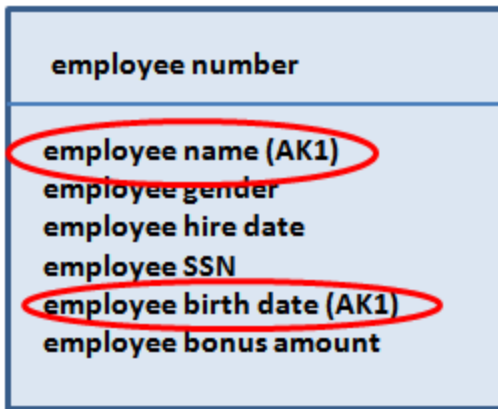 employee number
employee name (AK1)
employee gender
employee hire date
employee SSN
employee birth date (AK1)
employee bonus amount